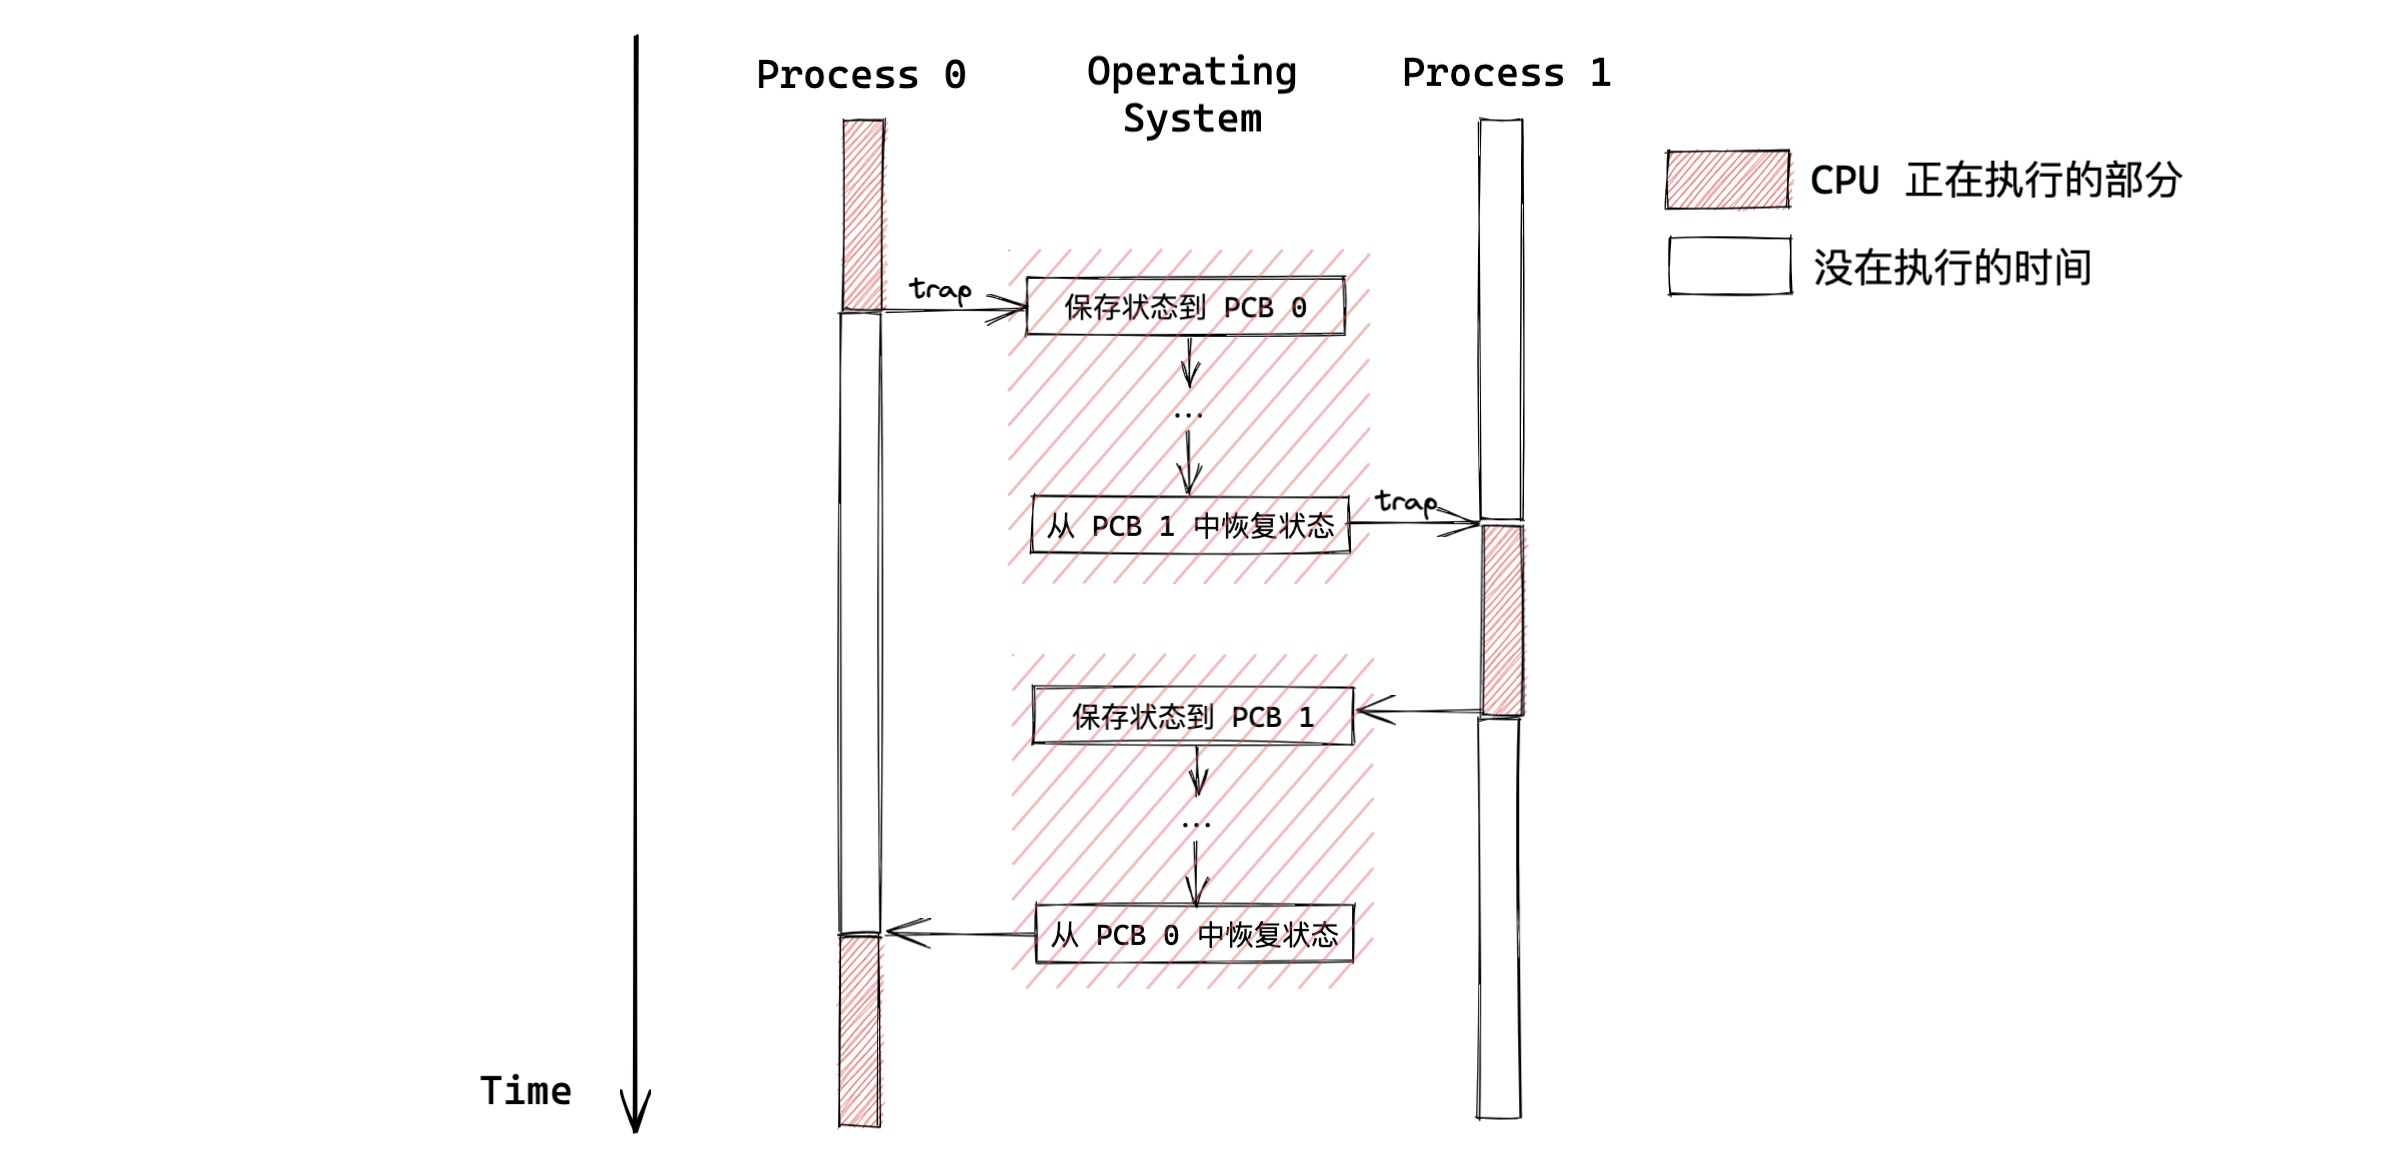 Process 0
Operating
System
Process 1
CPU 正在执行的部分
没在执行的时间
trap
保存状态到 PCB 0
...
从 PCB 1 中恢复状态
trap
保存状态到 PCB 1
...
从 PCB 0 中恢复状态
Time